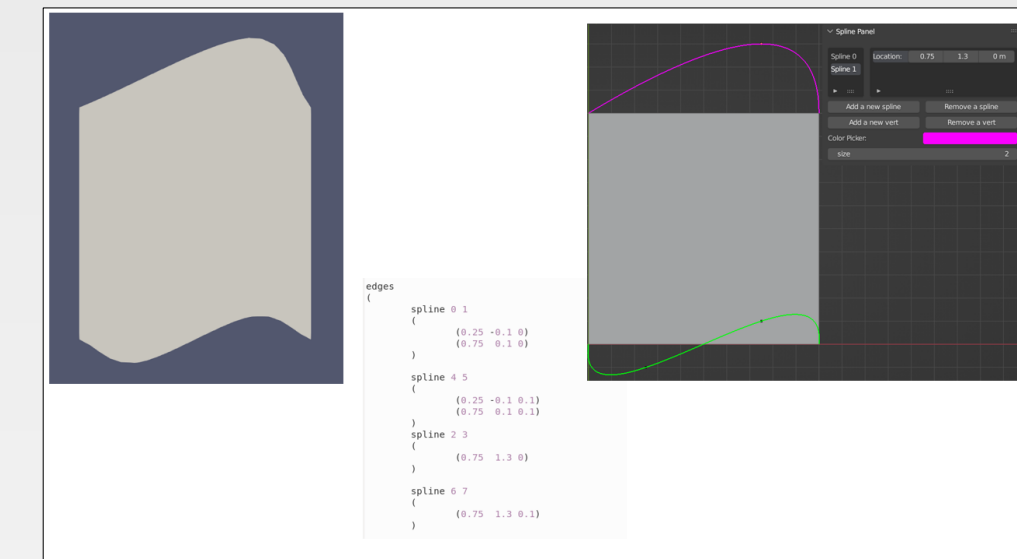 edges
(
spline 0 1
(
(0.25 -0.1 0)
(0.75 0.1 0)
)
spline 4 5
(
(0.25 -0.1 0.1)
(0.75 0.1 0.1)
)
spline 2 3
(
(0.75 1.3 0)
)
spline 6 7
(
(0.75 1.3 0.1)
)
Spline Panel
Spline 0
Spline 1
Location: 0.75 1.3 0 m
Add a new spline Remove a spline
Add a new vert Remove a vert
Color Picker:
size 2